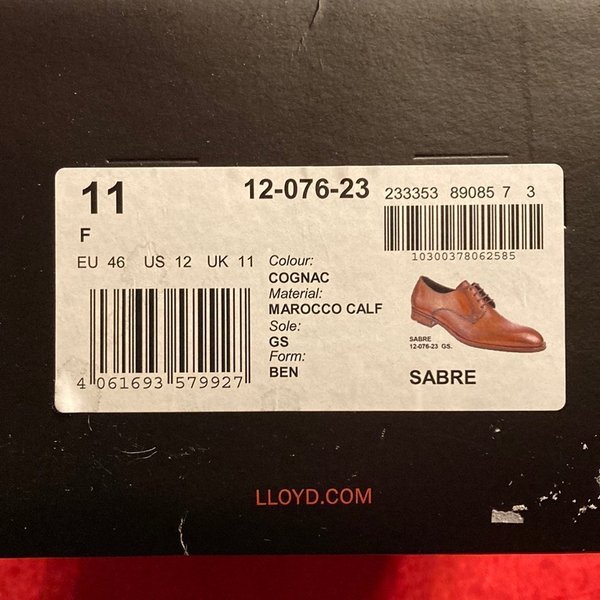 11
F
EU 46 US 12 UK 11
12-076-23
233353 89085 7 3
10300378062585
Colour:
COGNAC
Material:
MAROCCO CALF
Sole:
GS
Form:
BEN
4 061693 579927
SABRE
12-076-23 GS.
SABRE
LLOYD.COM